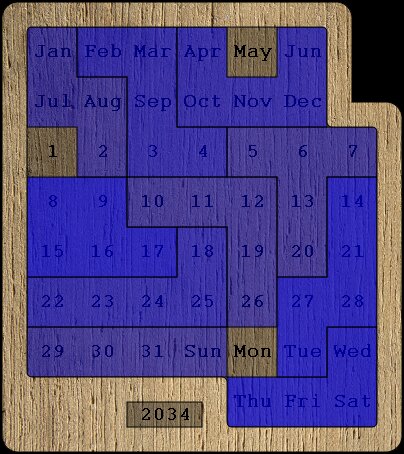 Jan Feb Mar Apr May Jun
Jul Aug Sep Oct Nov Dec
1 2 3 4 5 6 7
8 9 10 11 12 13 14
15 16 17 18 19 20 21
22 23 24 25 26 27 28
29 30 31 Sun Mon Tue Wed
Thu Fri Sat
2034